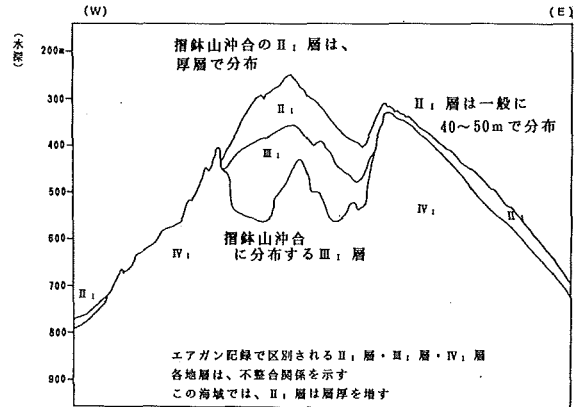 (W)
(E)
(水深)
200m
300
400
500
600
700
800
900
摺鉢山沖合のⅡ₁層は、
厚層で分布
Ⅱ₁層は一般に
40〜50mで分布
Ⅱ₁
Ⅲ₁
Ⅳ₁
Ⅳ₁
Ⅱ₁
Ⅱ₁
摺鉢山沖合
に分布するⅢ₁層
エアガン記録で区別されるⅡ₁層・Ⅲ₁層・Ⅳ₁層
各地層は、不整合関係を示す
この海域では、Ⅱ₁層は層厚を増す